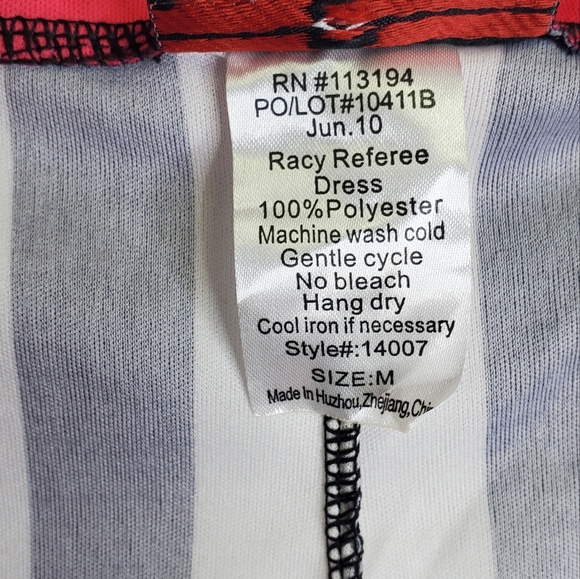 RN #113194
PO/LOT#10411B
Jun.10
Racy Referee
Dress
100%Polyester
Machine wash cold
Gentle cycle
No bleach
Hang dry
Cool iron if necessary
Style#:14007
SIZE:M
Made In Huzhou,Zhejiang,Chi